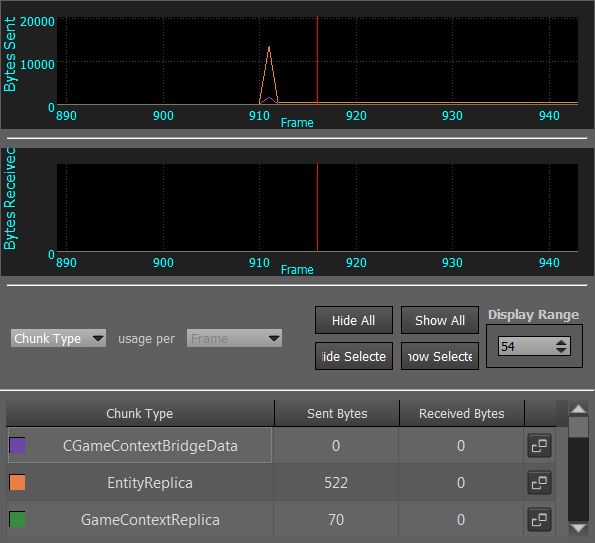 Bytes Sent
20000
10000
0
890 900 910 920 930 940
Frame
Bytes Received
0
890 900 910 920 930 940
Frame
Chunk Type usage per Frame
Hide All Show All
ide Selecte now Selecte
Display Range
54
Chunk Type Sent Bytes Received Bytes
CGameContextBridgeData 0 0
EntityReplica 522 0
GameContextReplica 70 0